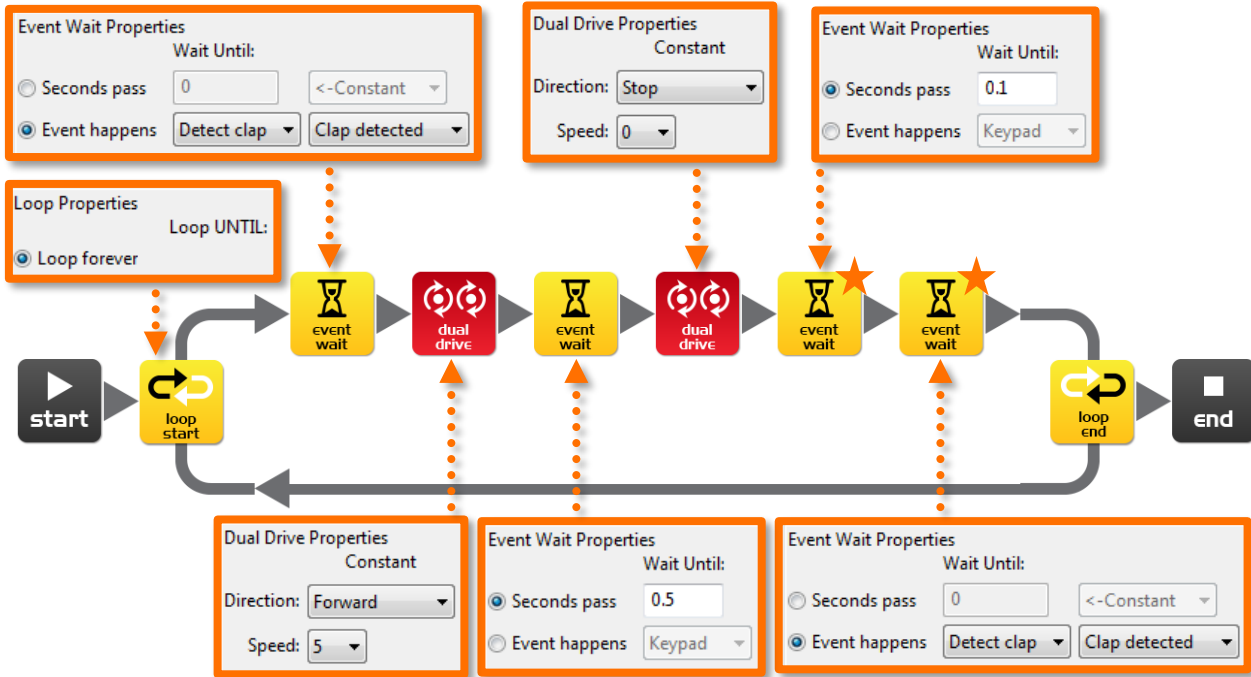 Event Wait Properties
Wait Until:
Seconds pass 0 <-Constant
Event happens Detect clap Clap detected
Dual Drive Properties
Constant
Direction: Stop
Speed: 0
Event Wait Properties
Wait Until:
Seconds pass 0.1
Event happens Keypad
Loop Properties
Loop UNTIL:
Loop forever
event
wait
dual
drive
event
wait
dual
drive
event
wait
event
wait
start
loop
start
loop
end
end
Dual Drive Properties
Constant
Direction: Forward
Speed: 5
Event Wait Properties
Wait Until:
Seconds pass 0.5
Event happens Keypad
Event Wait Properties
Wait Until:
Seconds pass 0 <-Constant
Event happens Detect clap Clap detected